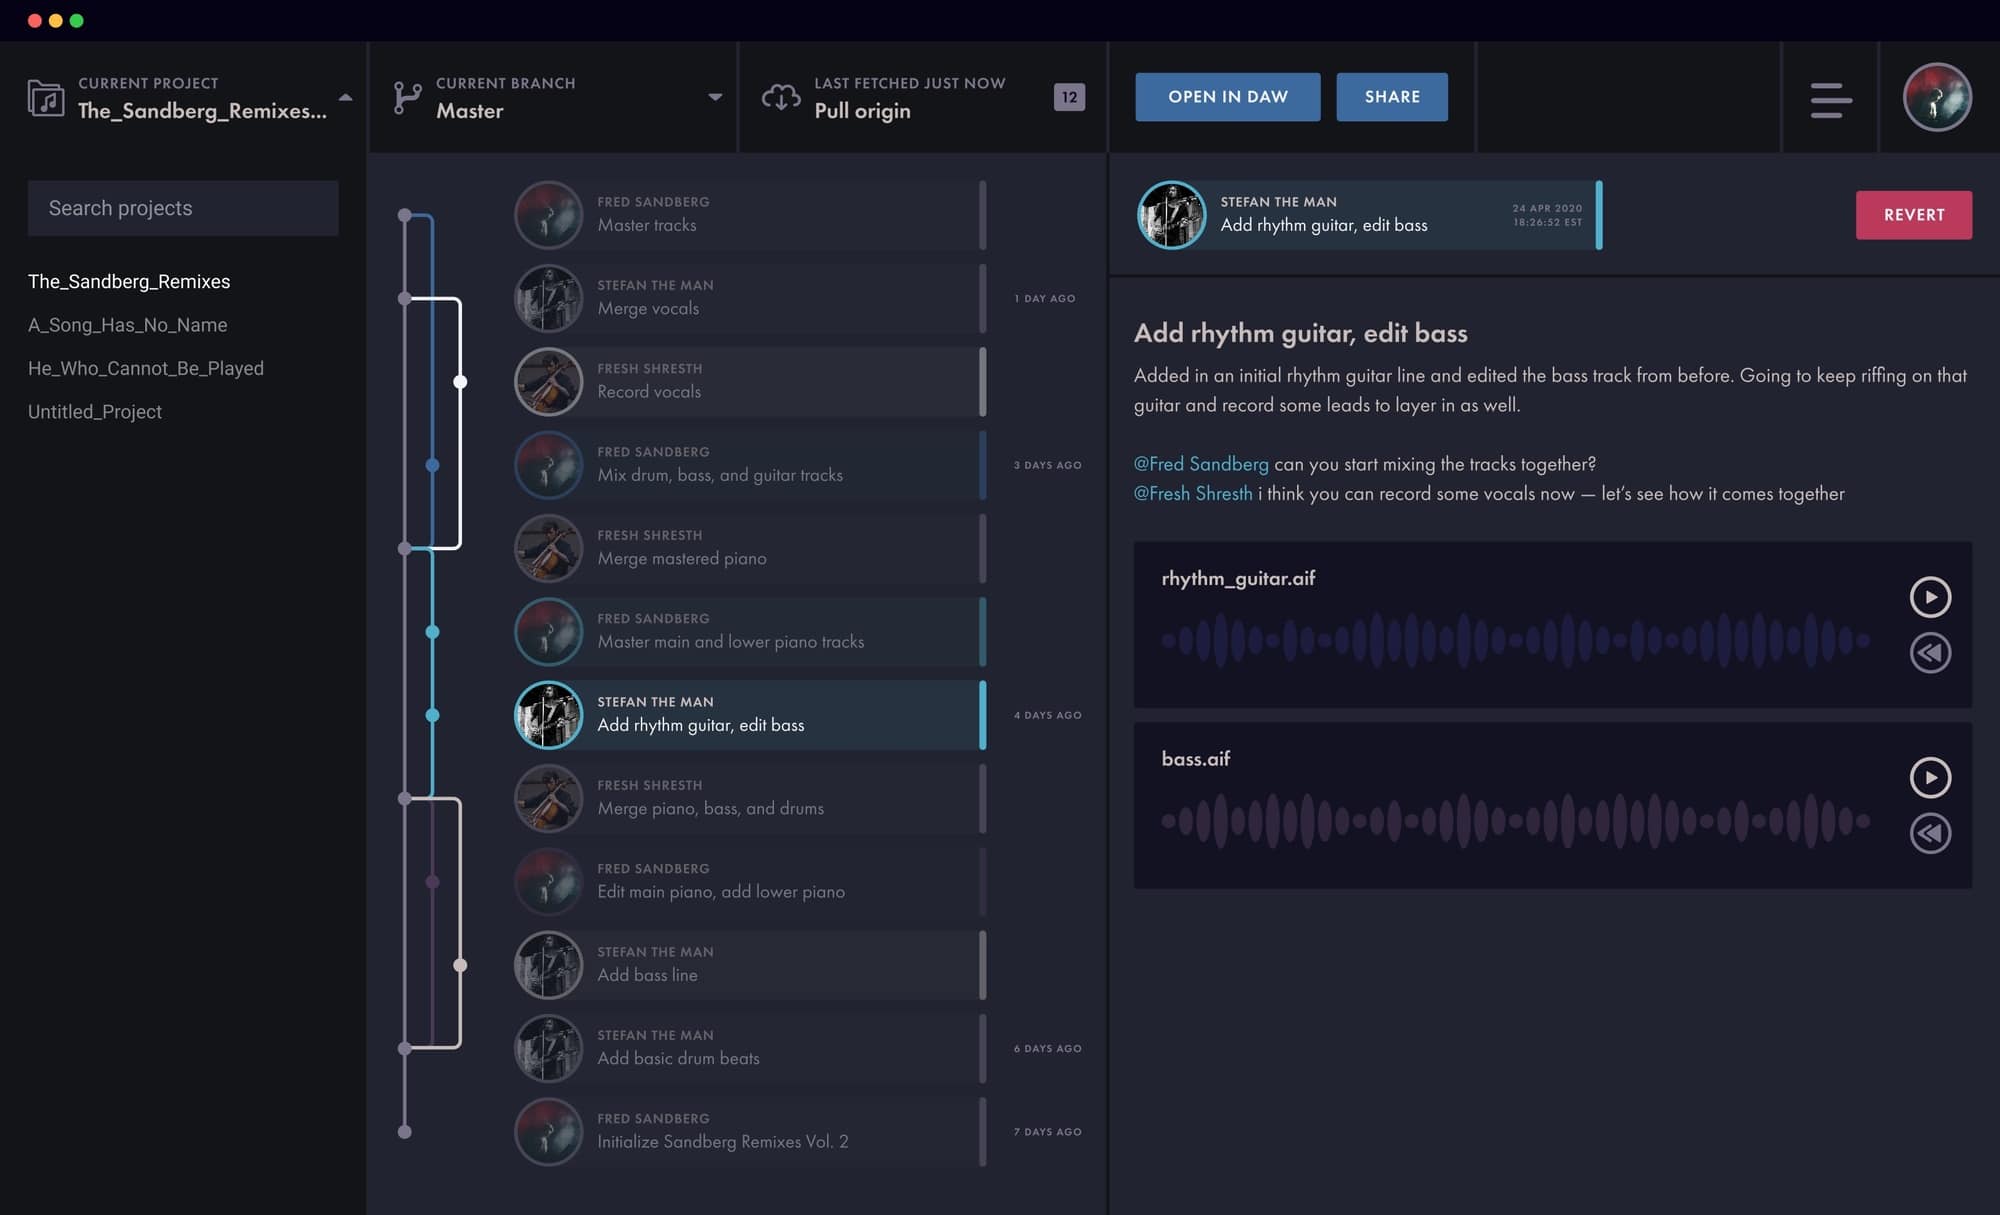 CURRENT PROJECT
The_Sandberg_Remixes...
CURRENT BRANCH
Master
LAST FETCHED JUST NOW
Pull origin
12
OPEN IN DAW
SHARE
Search projects
The_Sandberg_Remixes
A_Song_Has_No_Name
He_Who_Cannot_Be_Played
Untitled_Project
FRED SANDBERG
Master tracks
STEFAN THE MAN
Merge vocals
1 DAY AGO
FRESH SHRESTH
Record vocals
FRED SANDBERG
Mix drum, bass, and guitar tracks
3 DAYS AGO
FRESH SHRESTH
Merge mastered piano
FRED SANDBERG
Master main and lower piano tracks
STEFAN THE MAN
Add rhythm guitar, edit bass
4 DAYS AGO
FRESH SHRESTH
Merge piano, bass, and drums
FRED SANDBERG
Edit main piano, add lower piano
STEFAN THE MAN
Add bass line
STEFAN THE MAN
Add basic drum beats
6 DAYS AGO
FRED SANDBERG
Initialize Sandberg Remixes Vol. 2
7 DAYS AGO
STEFAN THE MAN
Add rhythm guitar, edit bass
24 APR 2020
18:26:52 EST
REVERT
Add rhythm guitar, edit bass
Added in an initial rhythm guitar line and edited the bass track from before. Going to keep riffing on that
guitar and record some leads to layer in as well.
@Fred Sandberg can you start mixing the tracks together?
@Fresh Shresth i think you can record some vocals now — let's see how it comes together
rhythm_guitar.aif
bass.aif